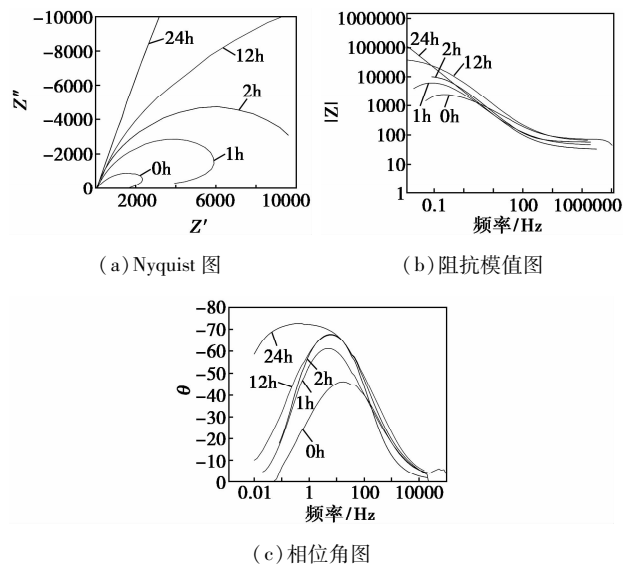 -10000
-8000
-6000
-4000
-2000
0
Z″
24h
12h
2h
1h
0h
2000
6000
10000
Z′
(a)Nyquist 图
1000000
100000
10000
1000
100
10
1
|Z|
24h
2h
12h
1h
0h
0.1
100
1000000
频率/Hz
(b)阻抗模值图
-80
-70
-60
-50
-40
-30
-20
-10
0
θ
24h
12h
2h
1h
0h
0.01
1
100
10000
频率/Hz
(c)相位角图